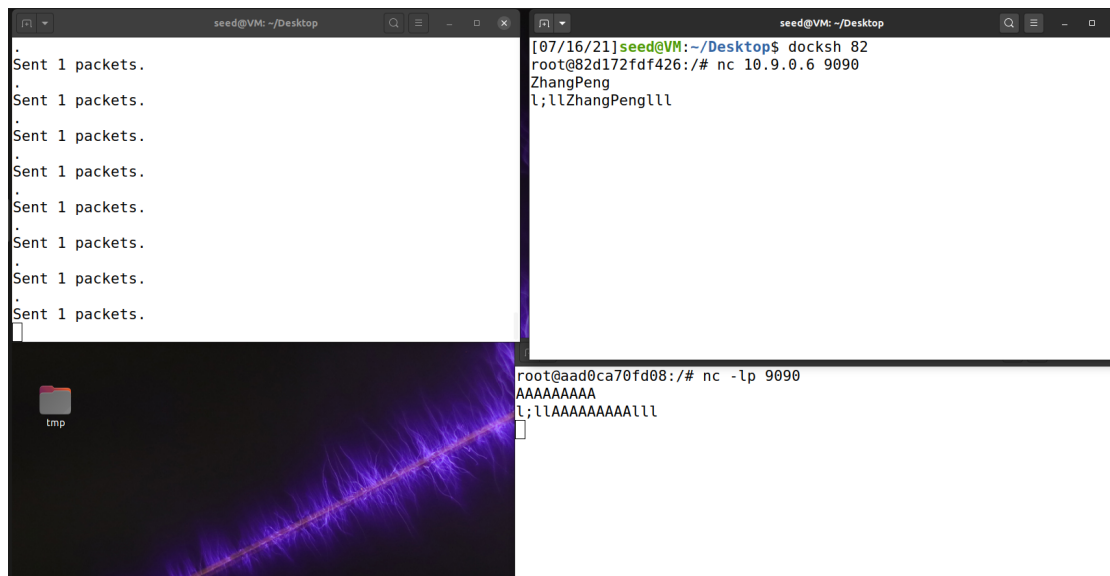 seed@VM: ~/Desktop
.
Sent 1 packets.
.
Sent 1 packets.
.
Sent 1 packets.
.
Sent 1 packets.
.
Sent 1 packets.
.
Sent 1 packets.
.
Sent 1 packets.
.
Sent 1 packets.
tmp
seed@VM: ~/Desktop
[07/16/21]seed@VM:~/Desktop$ docksh 82
root@82d172fdf426:/# nc 10.9.0.6 9090
ZhangPeng
l;llZhangPenglll
root@aad0ca70fd08:/# nc -lp 9090
AAAAAAAAA
l;llAAAAAAAAAlll